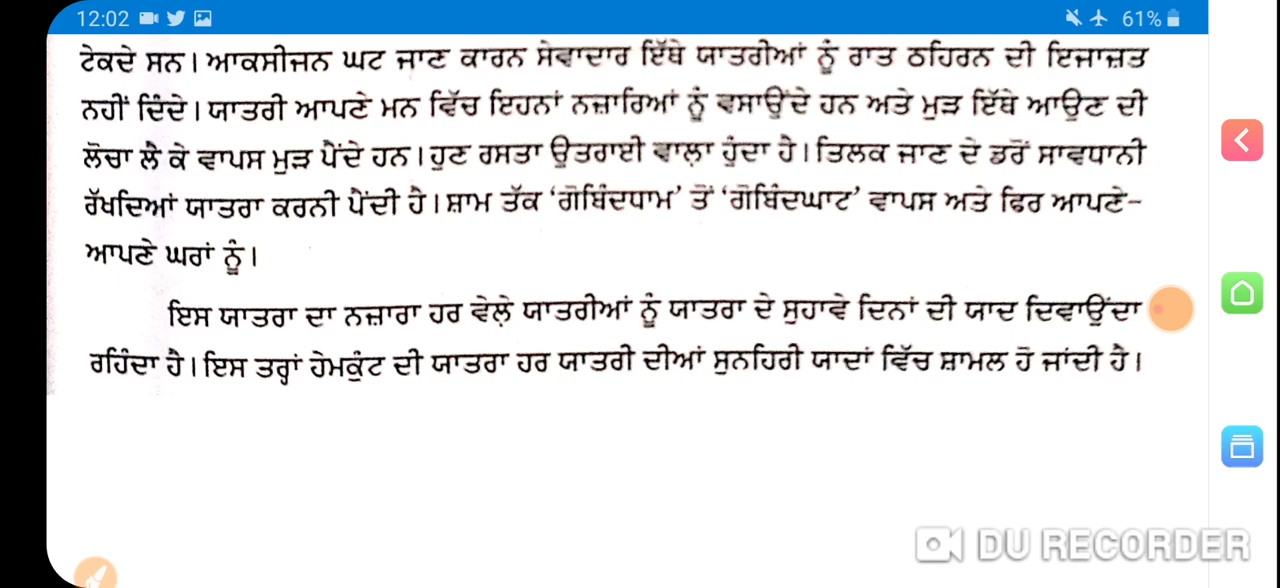 12:02
61%
ਟੇਕਦੇ ਸਨ। ਆਕਸੀਜਨ ਘਟ ਜਾਣ ਕਾਰਨ ਸੇਵਾਦਾਰ ਇੱਥੇ ਯਾਤਰੀਆਂ ਨੂੰ ਰਾਤ ਠਹਿਰਨ ਦੀ ਇਜਾਜ਼ਤ
ਨਹੀਂ ਦਿੰਦੇ। ਯਾਤਰੀ ਆਪਣੇ ਮਨ ਵਿੱਚ ਇਹਨਾਂ ਨਜ਼ਾਰਿਆਂ ਨੂੰ ਵਸਾਉਂਦੇ ਹਨ ਅਤੇ ਮੁੜ ਇੱਥੇ ਆਉਣ ਦੀ
ਲੋਚਾ ਲੈ ਕੇ ਵਾਪਸ ਮੁੜ ਪੈਂਦੇ ਹਨ। ਹੁਣ ਰਸਤਾ ਉਤਰਾਈ ਵਾਲ਼ਾ ਹੁੰਦਾ ਹੈ। ਤਿਲਕ ਜਾਣ ਦੇ ਡਰੋਂ ਸਾਵਧਾਨੀ
ਰੱਖਦਿਆਂ ਯਾਤਰਾ ਕਰਨੀ ਪੈਂਦੀ ਹੈ। ਸ਼ਾਮ ਤੱਕ ‘ਗੋਬਿੰਦਧਾਮ’ ਤੋਂ ‘ਗੋਬਿੰਦਘਾਟ’ ਵਾਪਸ ਅਤੇ ਫਿਰ ਆਪਣੇ-
ਆਪਣੇ ਘਰਾਂ ਨੂੰ।
ਇਸ ਯਾਤਰਾ ਦਾ ਨਜ਼ਾਰਾ ਹਰ ਵੇਲ਼ੇ ਯਾਤਰੀਆਂ ਨੂੰ ਯਾਤਰਾ ਦੇ ਸੁਹਾਵੇ ਦਿਨਾਂ ਦੀ ਯਾਦ ਦਿਵਾਉਂਦਾ
ਰਹਿੰਦਾ ਹੈ। ਇਸ ਤਰ੍ਹਾਂ ਹੇਮਕੁੰਟ ਦੀ ਯਾਤਰਾ ਹਰ ਯਾਤਰੀ ਦੀਆਂ ਸੁਨਹਿਰੀ ਯਾਦਾਂ ਵਿੱਚ ਸ਼ਾਮਲ ਹੋ ਜਾਂਦੀ ਹੈ।
DU RECORDER